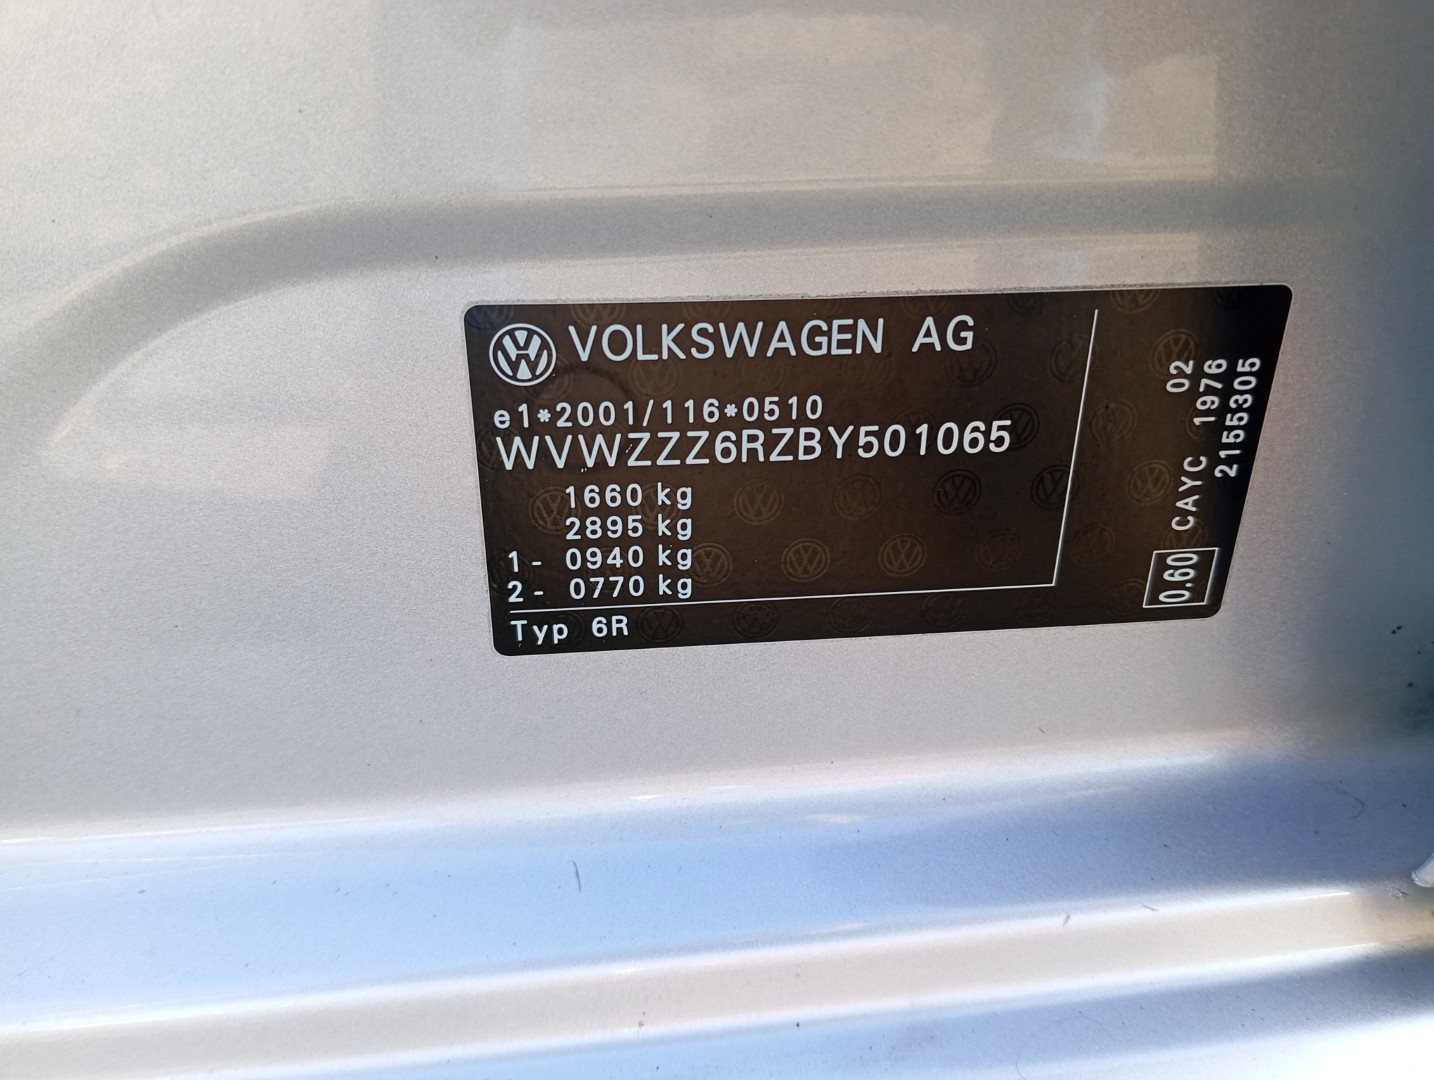 VOLKSWAGEN AG
e1*2001/116*0510
WVWZZZ6RZBY501065
1660 kg
2895 kg
1- 0940 kg
2- 0770 kg
Typ 6R
0.60 CAYC 02
1976
2155305